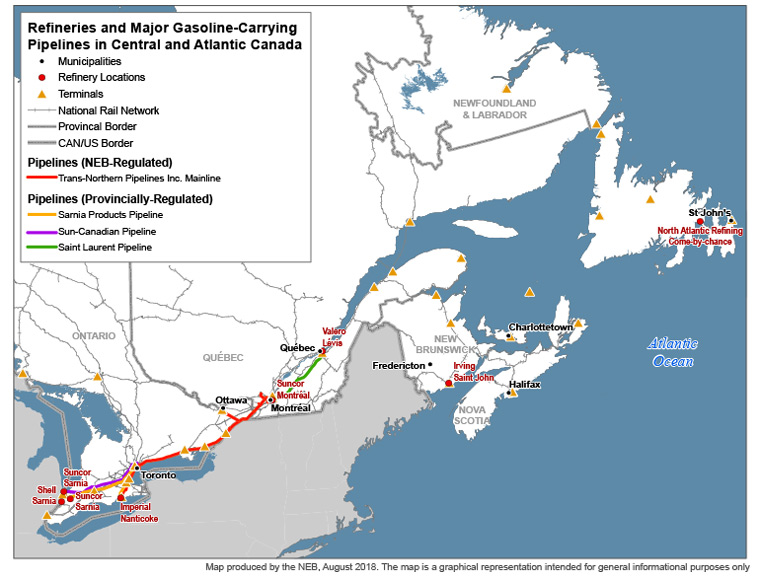 Refineries and Major Gasoline-Carrying
Pipelines in Central and Atlantic Canada
Municipalities
Refinery Locations
Terminals
National Rail Network
Provincal Border
CAN/US Border
Pipelines (NEB-Regulated)
Trans-Northern Pipelines Inc. Mainline
Pipelines (Provincially-Regulated)
Sarnia Products Pipeline
Sun-Canadian Pipeline
Saint Laurent Pipeline
NEWFOUNDLAND
& LABRADOR
St John's
North Atlantic Refining
Come-by-chance
ONTARIO
QUÉBEC
Québec
Valero
Lévis
Charlottetown
NEW
BRUNSWICK
Atlantic
Ocean
Fredericton
Irving
Saint John
Halifax
NOVA
SCOTIA
Ottawa
Suncor
Montréal
Montréal
Toronto
Suncor
Sarnia
Shell
Sarnia
Suncor
Sarnia
Imperial
Nanticoke
Map produced by the NEB, August 2018. The map is a graphical representation intended for general informational purposes only